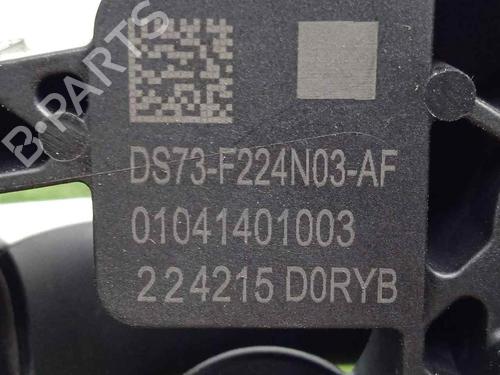 B-PARTS
DS73-F224N03-AF
01041401003
224215 D0RYB